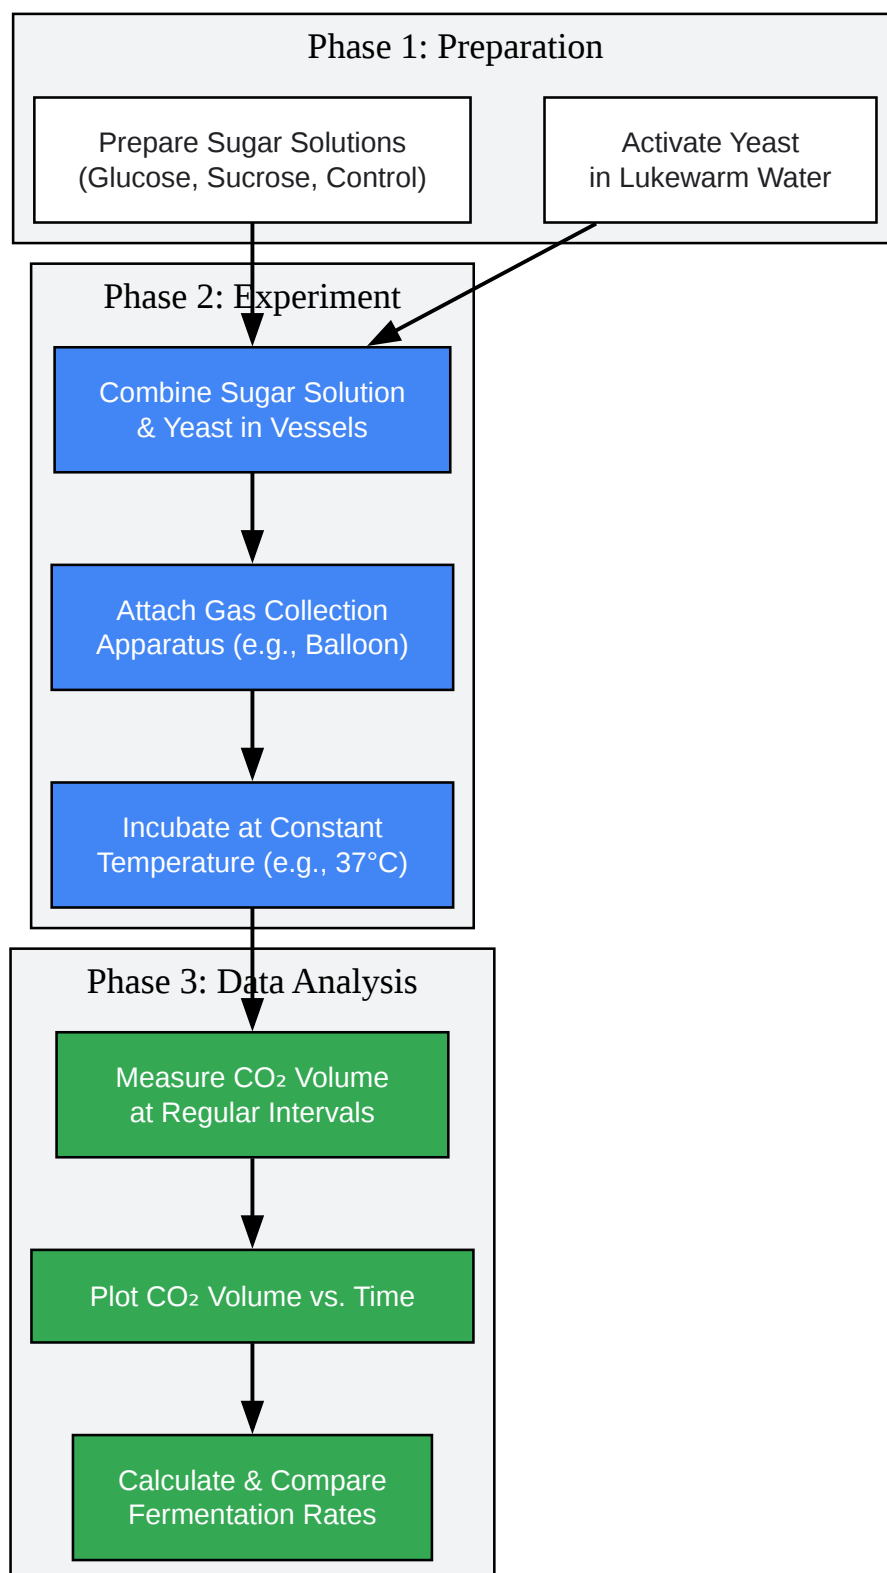 Phase 1: Preparation
Prepare Sugar Solutions
(Glucose, Sucrose, Control)
Activate Yeast
in Lukewarm Water
Phase 2: Experiment
Combine Sugar Solution
& Yeast in Vessels
Attach Gas Collection
Apparatus (e.g., Balloon)
Incubate at Constant
Temperature (e.g., 37°C)
Phase 3: Data Analysis
Measure CO₂ Volume
at Regular Intervals
Plot CO₂ Volume vs. Time
Calculate & Compare
Fermentation Rates